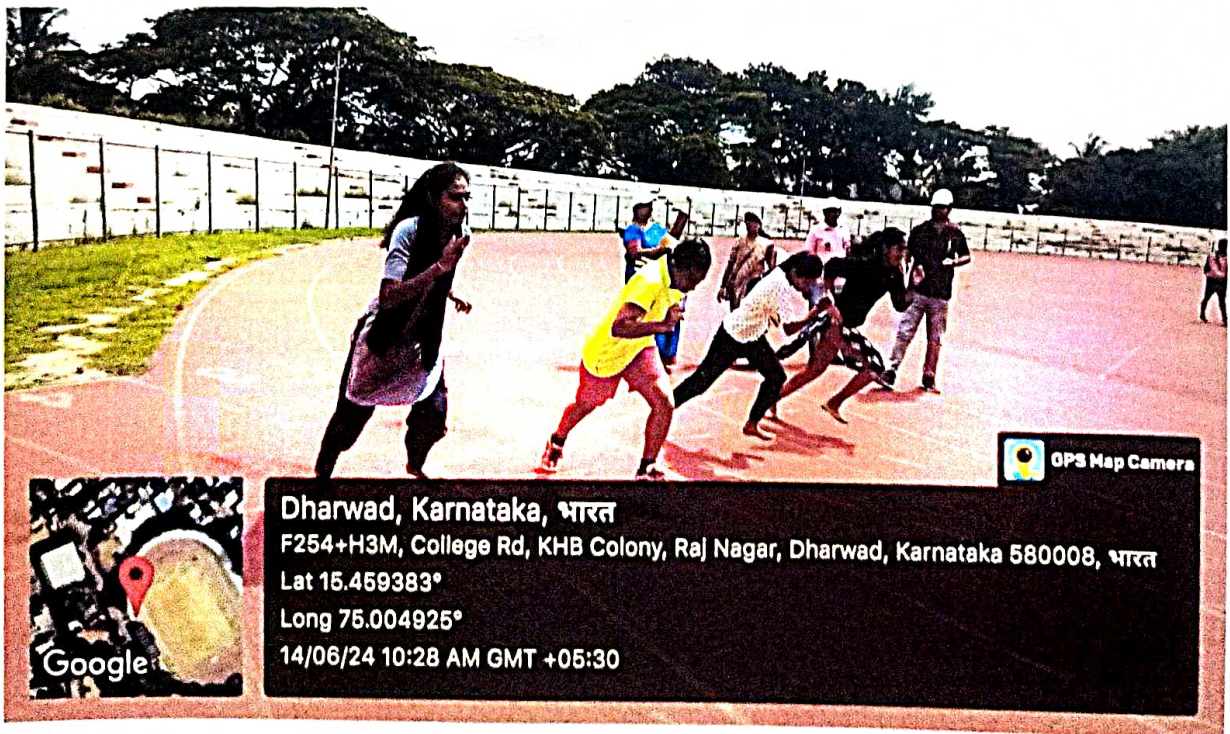 GPS Map Camera
Dharwad, Karnataka, भारत
F254+H3M, College Rd, KHB Colony, Raj Nagar, Dharwad, Karnataka 580008, भारत
Lat 15.459383°
Long 75.004925°
14/06/24 10:28 AM GMT +05:30
Google